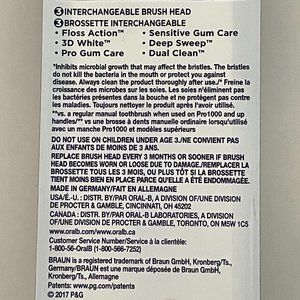 ③ INTERCHANGEABLE BRUSH HEAD
③ BROSSETTE INTERCHANGEABLE
• Floss Action™ • Sensitive Gum Care
• 3D White™ • Deep Sweep™
• Pro Gum Care • Dual Clean™
*Inhibits microbial growth that may affect the bristles. The bristles
do not kill the bacteria in the mouth or protect you against
disease. Always clean the product thoroughly after use./* Freine la
croissance des microbes sur les soies. Les soies n'éliminent pas
les bactéries présentes dans la bouche et ne protègent pas contre
les maladies. Toujours nettoyer le produit après l'avoir utilisé.
**vs. a regular manual toothbrush when used on Pro1000 and up
handles/** vs une brosse à dents manuelle ordinaire lorsqu'utilisé
avec un manche Pro1000 et modèles supérieurs
DO NOT USE ON CHILDREN UNDER AGE 3./NE CONVIENT PAS
AUX ENFANTS DE MOINS DE 3 ANS.
REPLACE BRUSH HEAD EVERY 3 MONTHS OR SOONER IF BRUSH
HEAD BECOMES WORN OR LOOSE DUE TO DAMAGE/REMPLACER LA
BROSSETTE TOUS LES 3 MOIS, OU PLUS TÔT SI ELLE EST USÉE OU NE
TIENT MOINS BIEN EN PLACE PARCE QU'ELLE A ÉTÉ ENDOMMAGÉE.
MADE IN GERMANY/FAIT EN ALLEMAGNE
USA/É.-U. : DISTR. BY/PAR ORAL-B, A DIVISION OF/UNE DIVISION
DE PROCTER & GAMBLE, CINCINNATI, OH 45202
CANADA : DISTR. BY/PAR ORAL-B LABORATORIES, A DIVISION
OF/UNE DIVISION DE PROCTER & GAMBLE, TORONTO, ON M5W 1C5
www.oralb.com
Customer Service Number/Service à la clientèle
1-800-56-OralB (1-800-566-7252)
BRAUN is a registered trademark of Braun GmbH, Kronberg/Ts.,
Germany/BRAUN est une marque déposée de Braun GmbH,
Kronberg/Ts., Allemagne.
Patents: www.pg.com/patents
© 2017 P&G